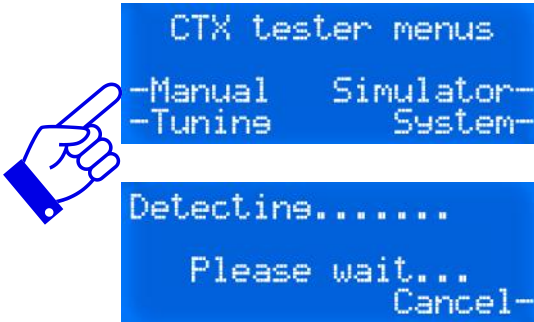 CTX tester menus
-Manual Simulator-
-Tuning System-
Detecting.......
Please wait...
Cancel-